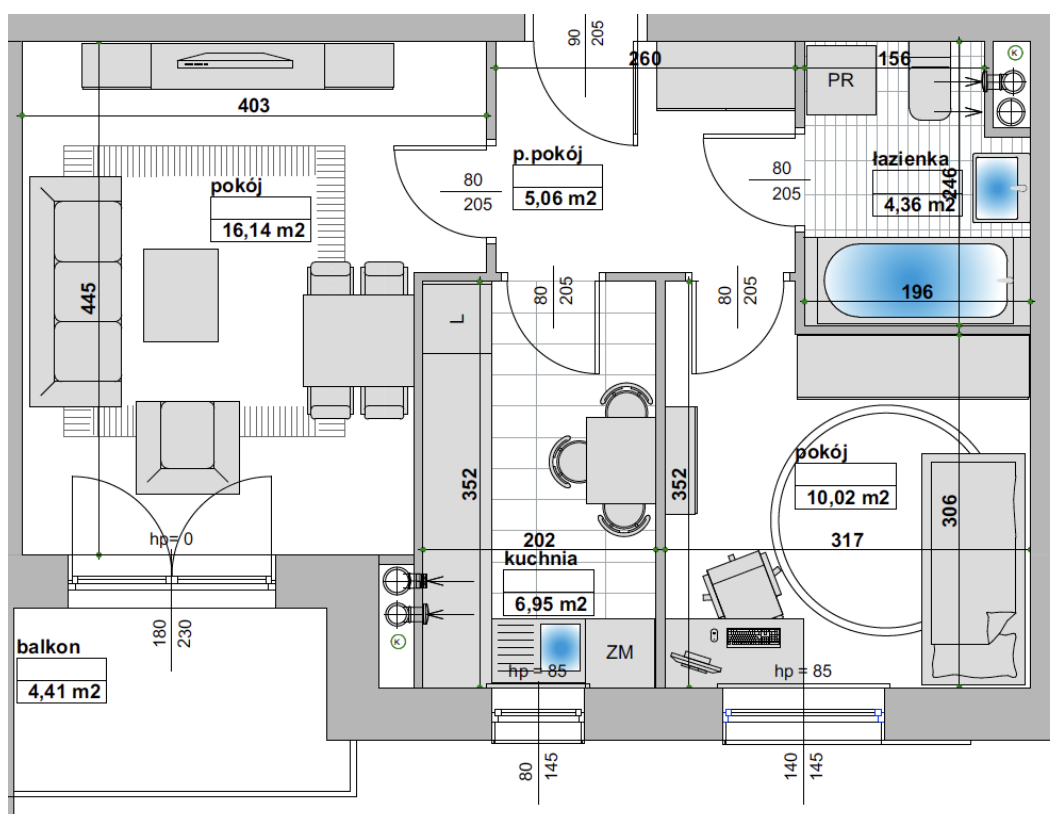 90
205
K
260
156
PR
403
p.pokój
5,06 m2
łazienka
4,36 m2
246
80
205
80
205
pokój
16,14 m2
445
80
205
80
205
196
L
352
352
pokój
10,02 m2
306
hp= 0
202
317
kuchnia
6,95 m2
180
230
K
balkon
4,41 m2
ZM
hp = 85
hp = 85
80
145
140
145